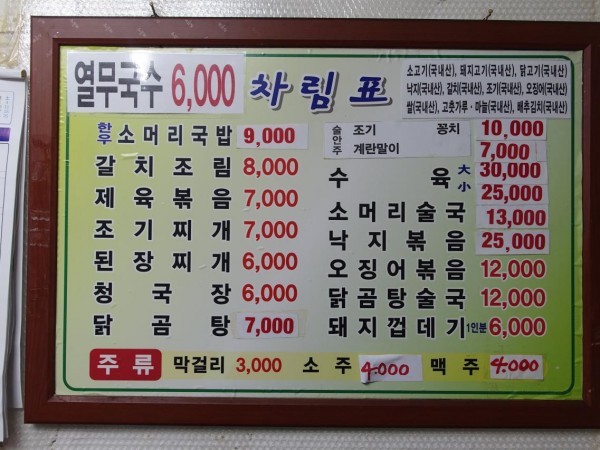 열무국수 6,000
차림표
소고기(국내산), 돼지고기(국내산), 닭고기(국내산)
낙지(국내산), 갈치(국내산), 조기(국내산), 오징어(국내산)
쌀(국내산), 고춧가루·마늘(국내산), 배추김치(국내산)
한우 소머리국밥 9,000
갈치조림 8,000
제육볶음 7,000
조기찌개 7,000
된장찌개 6,000
청국장 6,000
닭곰탕 7,000
술안주 조기 꽁치 10,000
계란말이 7,000
수육 大 30,000
小 25,000
소머리술국 13,000
낙지볶음 25,000
오징어볶음 12,000
닭곰탕술국 12,000
돼지껍데기 1인분 6,000
주류 막걸리 3,000 소주 4.000 맥주 4.000